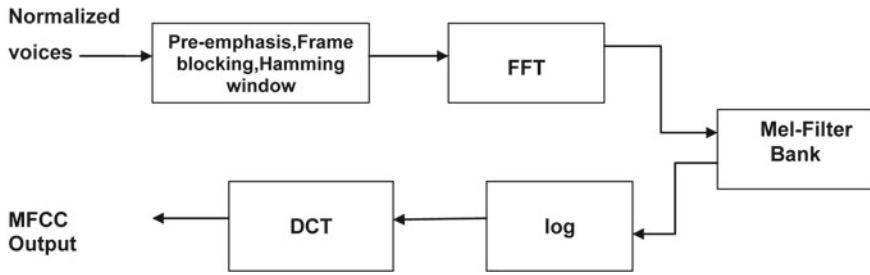 Normalized
voices
Pre-emphasis,Frame
blocking,Hamming
window
FFT
Mel-Filter
Bank
log
DCT
MFCC
Output